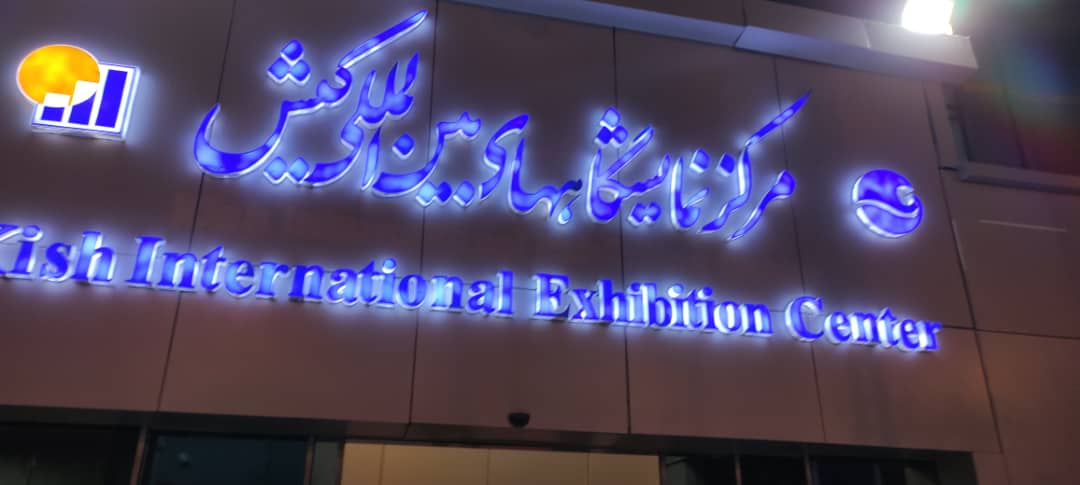 مرکز نمایشگاههای بین المللی کیش
Kish International Exhibition Center